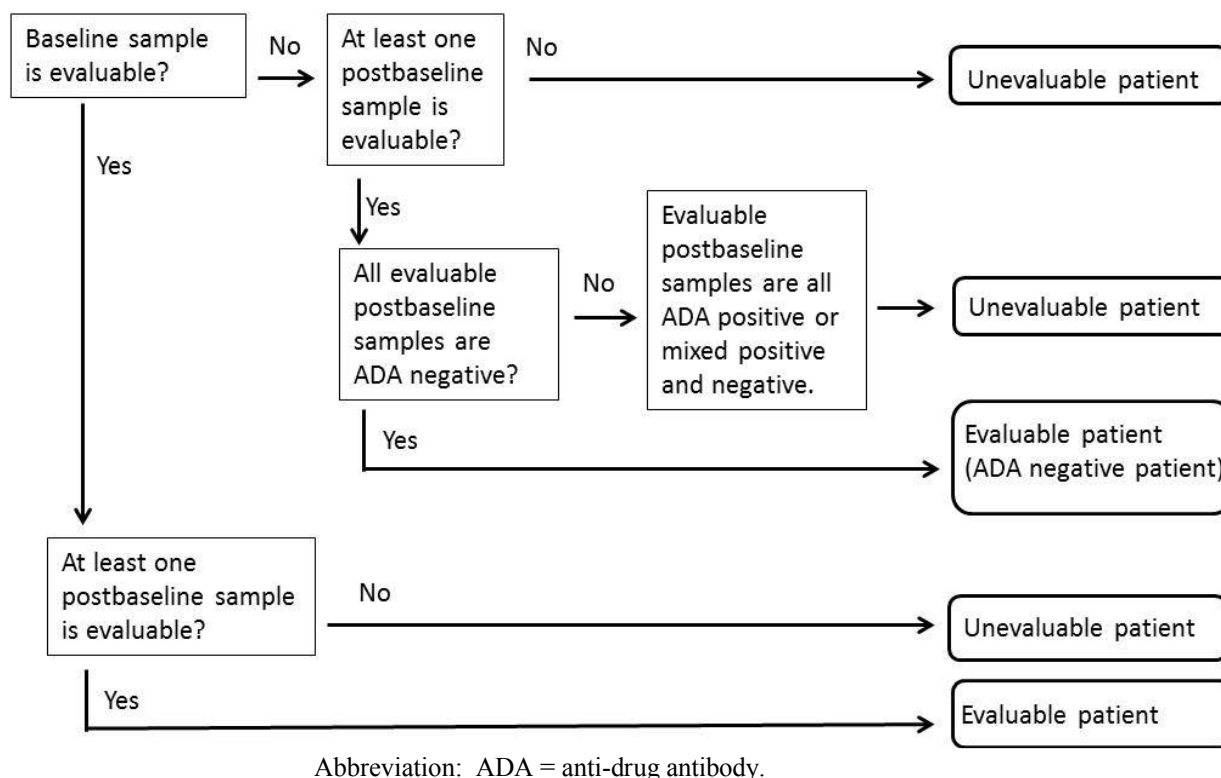 Baseline sample
is evaluable?
No
At least one
postbaseline
sample is
evaluable?
No
Unevaluable patient
Yes
Yes
All evaluable
postbaseline
samples are
ADA negative?
No
Evaluable
postbaseline
samples are all
ADA positive or
mixed positive
and negative.
Unevaluable patient
Yes
Evaluable patient
(ADA negative patient)
At least one
postbaseline sample
is evaluable?
No
Unevaluable patient
Yes
Evaluable patient
Abbreviation: ADA = anti-drug antibody.